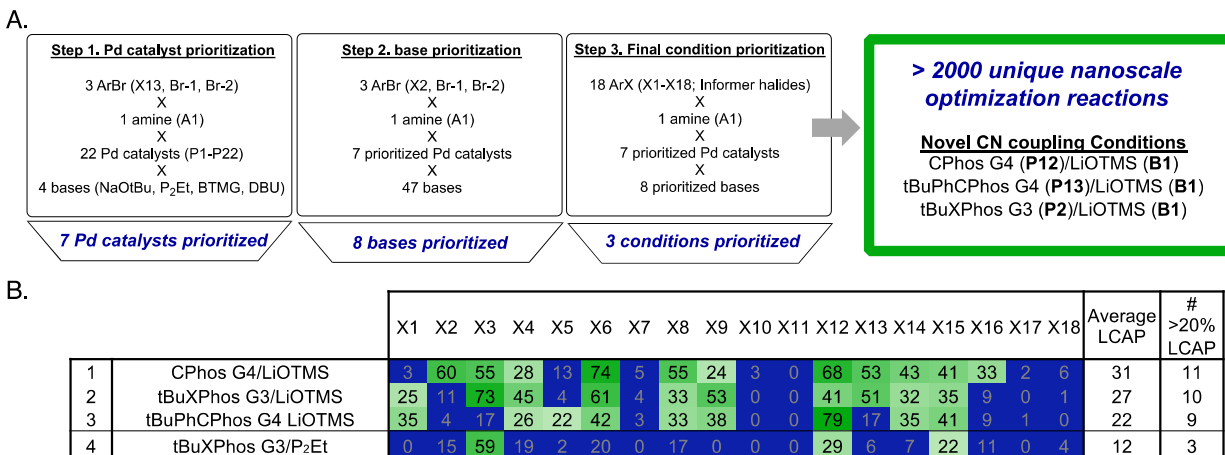 A.
Step 1. Pd catalyst prioritization
3 ArBr (X13, Br-1, Br-2)
X
1 amine (A1)
X
22 Pd catalysts (P1-P22)
X
4 bases (NaOtBu, P₂Et, BTMG, DBU)
7 Pd catalysts prioritized
Step 2. base prioritization
3 ArBr (X2, Br-1, Br-2)
X
1 amine (A1)
X
7 prioritized Pd catalysts
X
47 bases
8 bases prioritized
Step 3. Final condition prioritization
18 ArX (X1-X18; Informer halides)
X
1 amine (A1)
X
7 prioritized Pd catalysts
X
8 prioritized bases
3 conditions prioritized
> 2000 unique nanoscale
optimization reactions
Novel CN coupling Conditions
CPhos G4 (P12)/LiOTMS (B1)
tBuPhCPhos G4 (P13)/LiOTMS (B1)
tBuXPhos G3 (P2)/LiOTMS (B1)
B.
X1 X2 X3 X4 X5 X6 X7 X8 X9 X10 X11 X12 X13 X14 X15 X16 X17 X18 Average LCAP # >20% LCAP
1 CPhos G4/LiOTMS 3 60 55 28 13 74 5 55 24 3 0 68 53 43 41 33 2 6 31 11
2 tBuXPhos G3/LiOTMS 25 11 73 45 4 61 4 33 53 0 0 41 51 32 35 9 0 1 27 10
3 tBuPhCPhos G4 LiOTMS 35 4 17 26 22 42 3 33 38 0 0 79 17 35 41 9 1 0 22 9
4 tBuXPhos G3/P₂Et 0 15 59 19 2 20 0 17 0 0 0 29 6 7 22 11 0 4 12 3